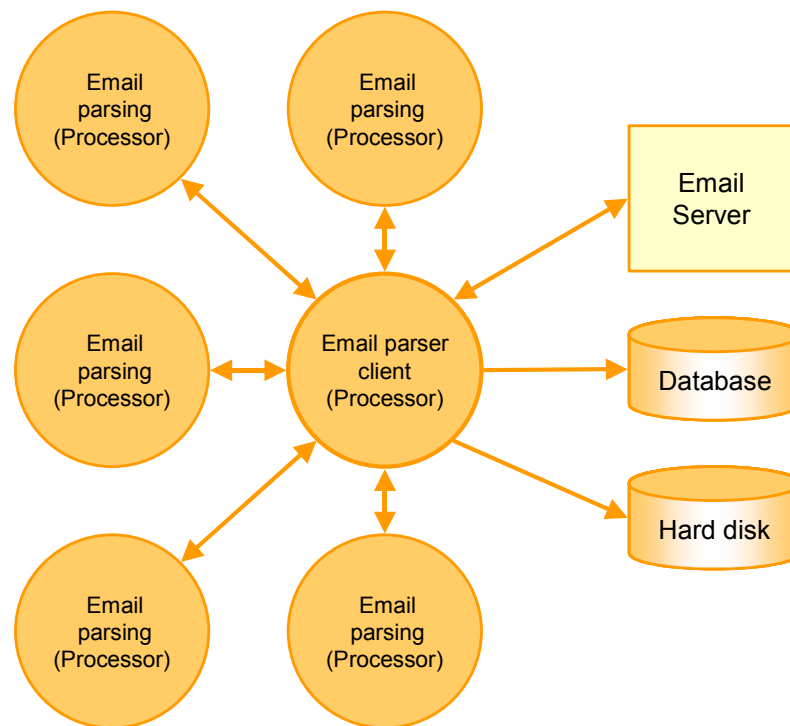 Email
parsing
(Processor)
Email
parsing
(Processor)
Email
Server
Email
parsing
(Processor)
Email parser
client
(Processor)
Database
Hard disk
Email
parsing
(Processor)
Email
parsing
(Processor)